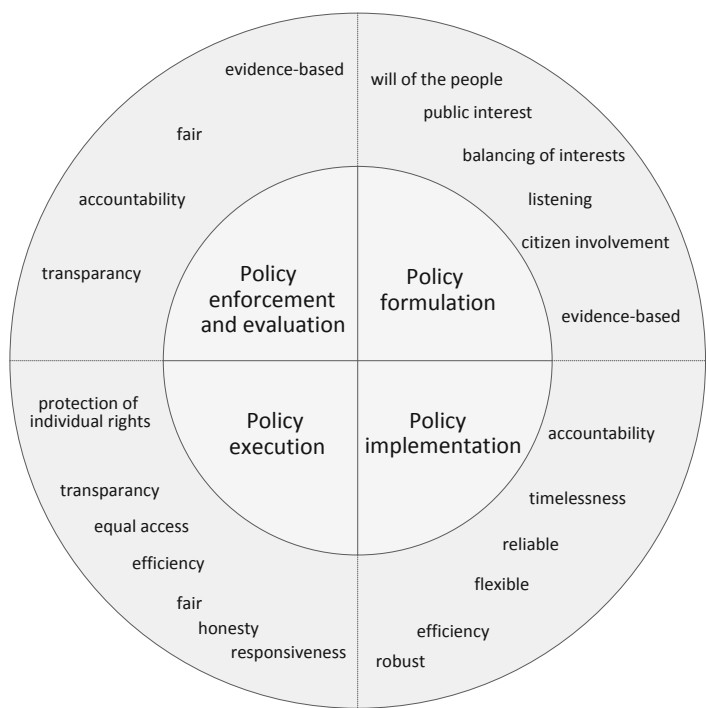 evidence-based
fair
accountability
transparancy
will of the people
public interest
balancing of interests
listening
citizen involvement
evidence-based
Policy
enforcement
and evaluation
Policy
formulation
Policy
execution
Policy
implementation
protection of
individual rights
transparancy
equal access
efficiency
fair
honesty
responsiveness
accountability
timelessness
reliable
flexible
efficiency
robust